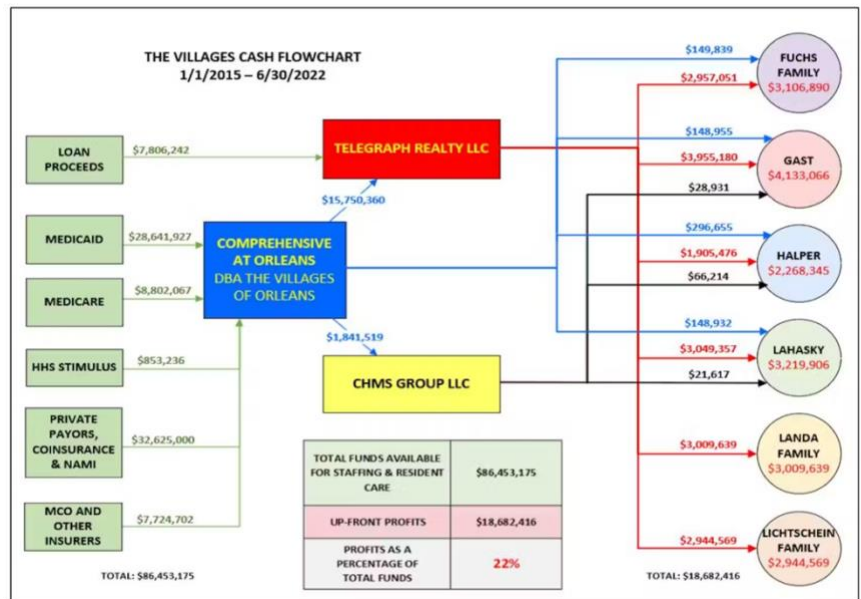 THE VILLAGES CASH FLOWCHART
1/1/2015 – 6/30/2022
LOAN
PROCEEDS
$7,806,242
MEDICAID
$28,641,927
MEDICARE
$8,802,067
HHS STIMULUS
$853,236
PRIVATE
PAYORS,
COINSURANCE
& NAMI
$32,625,000
MCO AND
OTHER
INSURERS
$7,724,702
TOTAL: $86,453,175
TELEGRAPH REALTY LLC
$15,750,360
COMPREHENSIVE
AT ORLEANS
DBA THE VILLAGES
OF ORLEANS
$1,841,519
CHMS GROUP LLC
TOTAL FUNDS AVAILABLE
FOR STAFFING & RESIDENT
CARE
$86,453,175
UP-FRONT PROFITS
$18,682,416
PROFITS AS A
PERCENTAGE OF
TOTAL FUNDS
22%
$149,839
$2,957,051
FUCHS
FAMILY
$3,106,890
$148,955
$3,955,180
$28,931
GAST
$4,133,066
$296,655
$1,905,476
$66,214
HALPER
$2,268,345
$148,932
$3,049,357
$21,617
LAHASKY
$3,219,906
$3,009,639
LANDA
FAMILY
$3,009,639
$2,944,569
LICHTSCHEIN
FAMILY
$2,944,569
TOTAL: $18,682,416